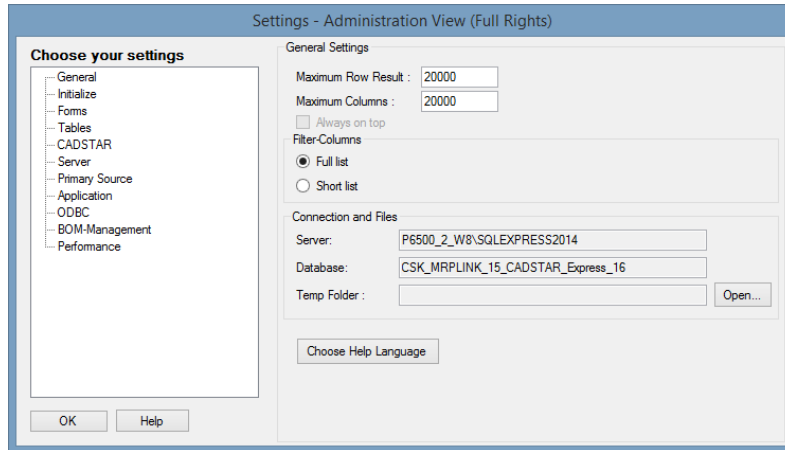 Settings - Administration View (Full Rights)
Choose your settings
General
Initialize
Forms
Tables
CADSTAR
Server
Primary Source
Application
ODBC
BOM-Management
Performance
OK
Help
General Settings
Maximum Row Result : 20000
Maximum Columns : 20000
Always on top
Filter-Columns
Full list
Short list
Connection and Files
Server: P6500_2_W8\SQLEXPRESS2014
Database: CSK_MRPLINK_15_CADSTAR_Express_16
Temp Folder : Open...
Choose Help Language